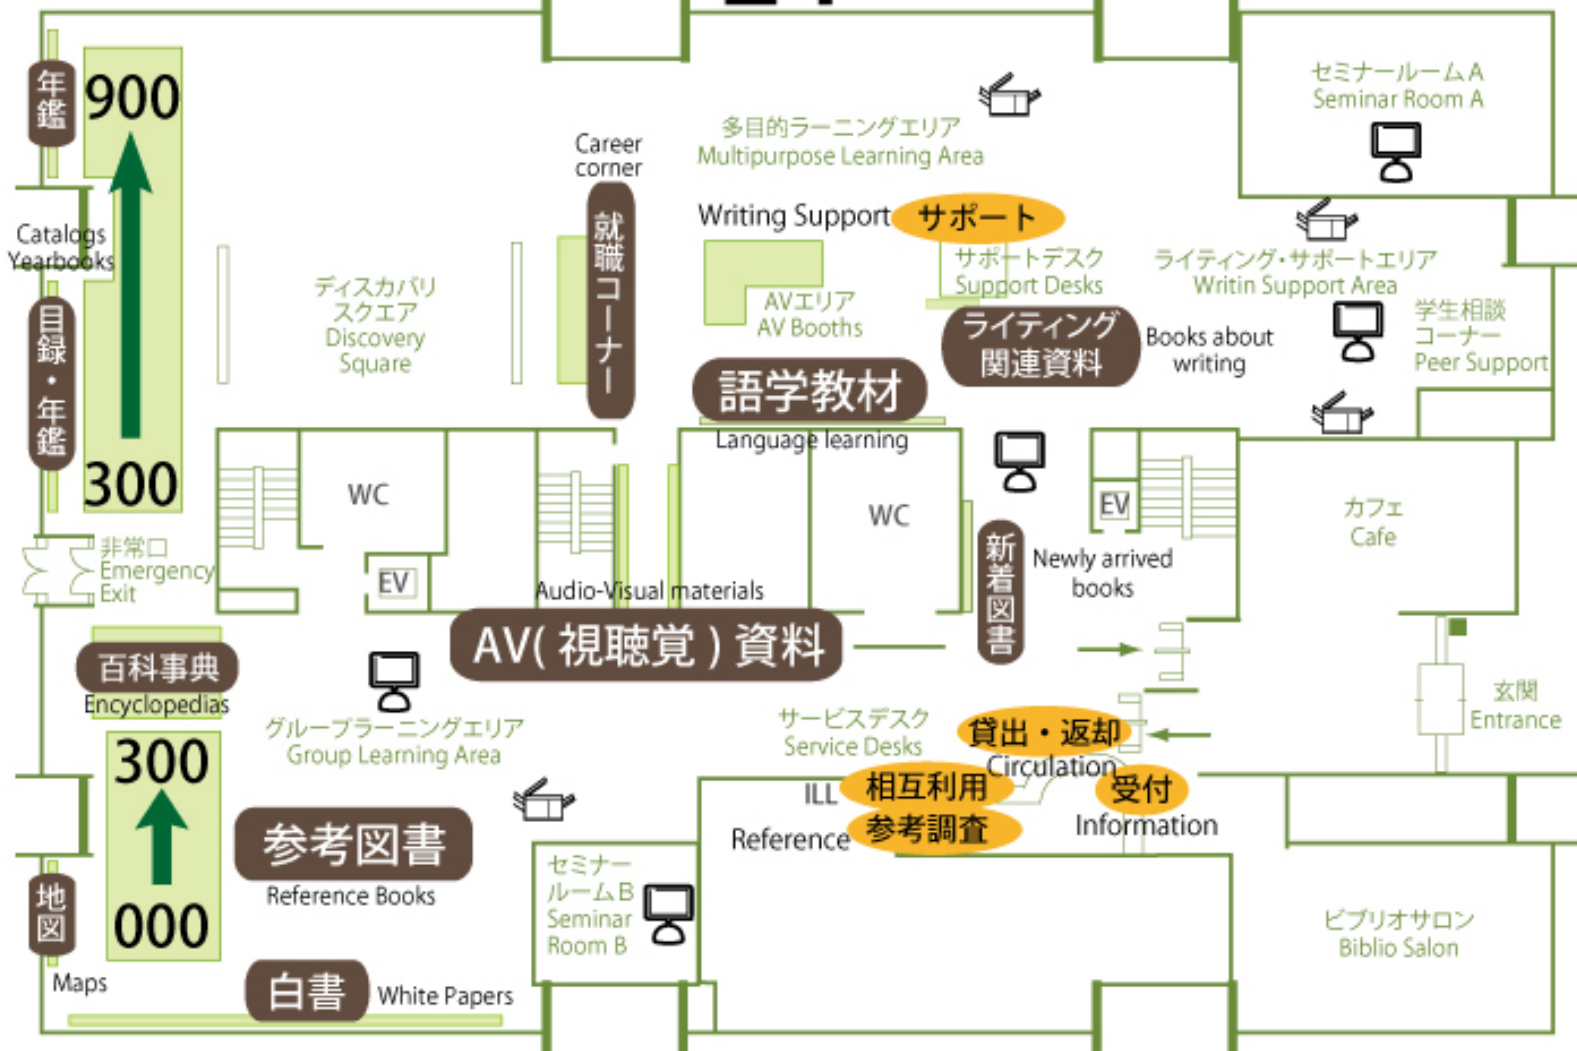 年鑑
900
セミナールームA
Seminar Room A
多目的ラーニングエリア
Multipurpose Learning Area
Career
corner
就職コーナー
Writing Support
サポート
Catalogs
Yearbooks
ディスカバリ
スクエア
Discovery
Square
サポートデスク
Support Desks
ライティング・サポートエリア
Writin Support Area
AVエリア
AV Booths
ライティング
関連資料
Books about
writing
学生相談
コーナー
Peer Support
目録・年鑑
語学教材
Language learning
300
WC
WC
EV
カフェ
Cafe
非常口
Emergency
Exit
EV
新着図書
Newly arrived
books
Audio-Visual materials
AV(視聴覚)資料
百科事典
Encyclopedias
グループラーニングエリア
Group Learning Area
サービスデスク
Service Desks
貸出・返却
Circulation
玄関
Entrance
300
ILL
相互利用
受付
Information
Reference
参考調査
参考図書
Reference Books
000
地図
Maps
セミナー
ルームB
Seminar
Room B
ビブリオサロン
Biblio Salon
白書
White Papers